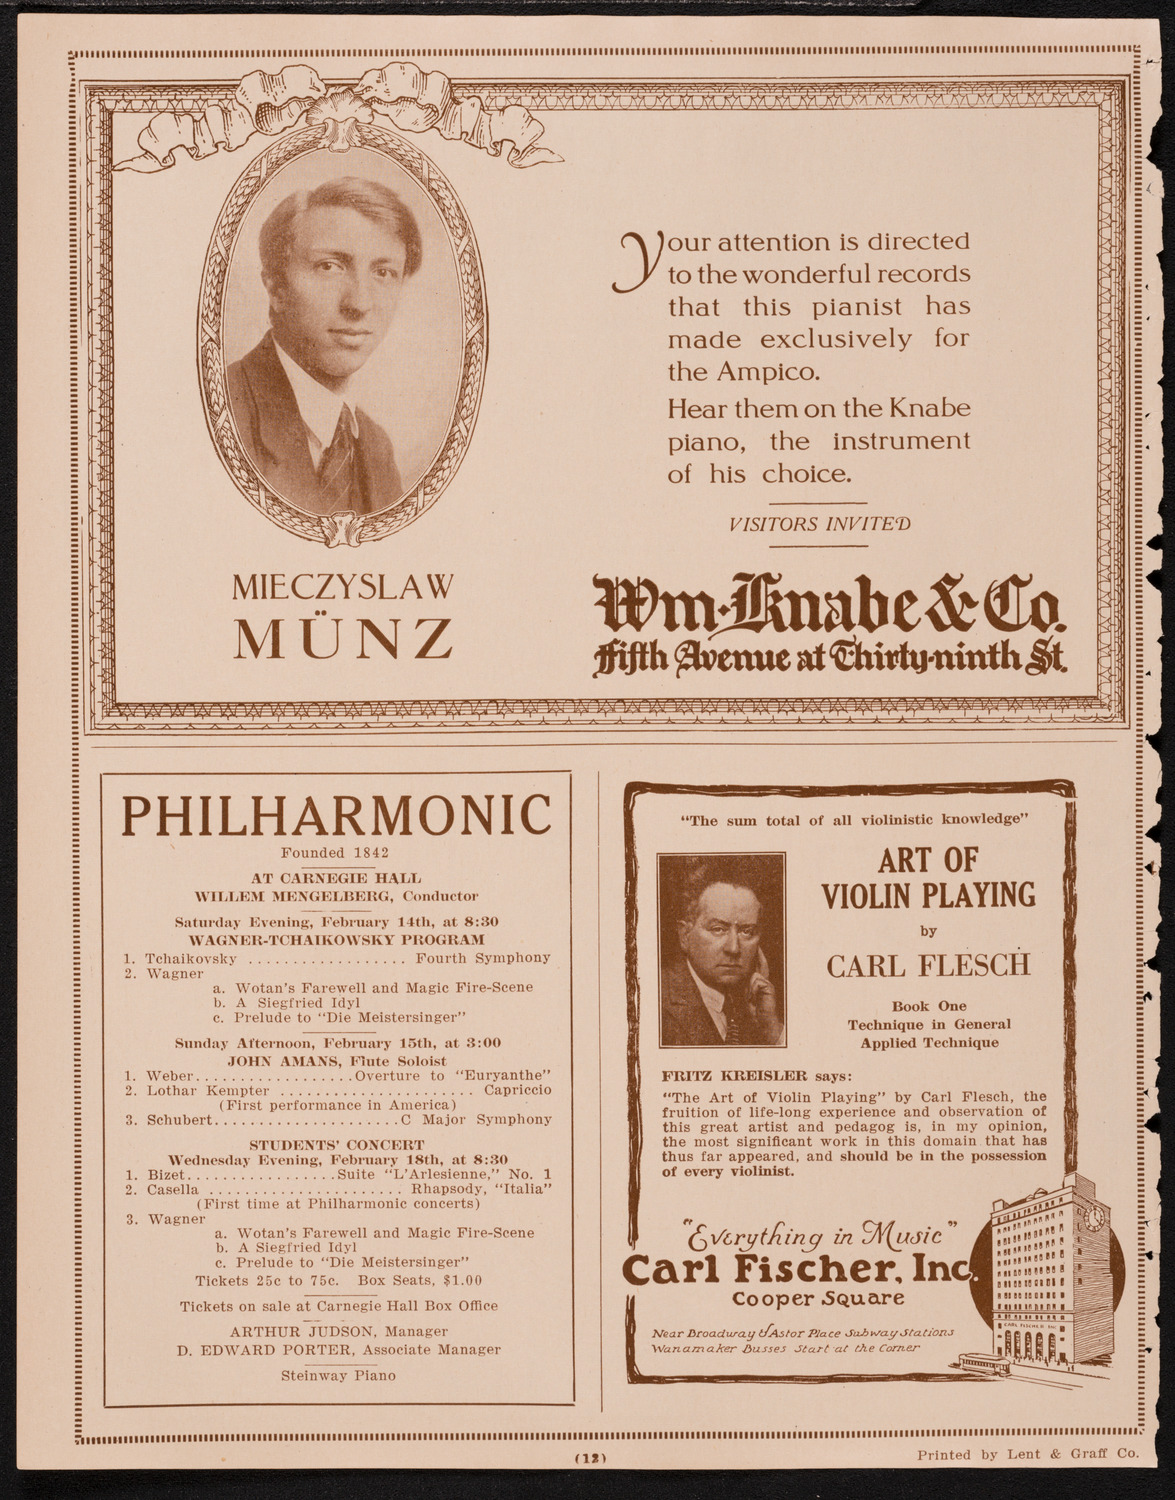 Your attention is directed
to the wonderful records
that this pianist has
made exclusively for
the Ampico.
Hear them on the Knabe
piano, the instrument
of his choice.
VISITORS INVITED
MIECZYSLAW
MÜNZ
Wm. Knabe & Co.
Fifth Avenue at Thirty-ninth St.
PHILHARMONIC
Founded 1842
AT CARNEGIE HALL
WILLEM MENGELBERG, Conductor
Saturday Evening, February 14th, at 8:30
WAGNER-TCHAIKOWSKY PROGRAM
1. Tchaikovsky ................. Fourth Symphony
2. Wagner
a. Wotan's Farewell and Magic Fire-Scene
b. A Siegfried Idyl
c. Prelude to "Die Meistersinger"
Sunday Afternoon, February 15th, at 3:00
JOHN AMANS, Flute Soloist
1. Weber.................Overture to "Euryanthe"
2. Lothar Kempter ..................... Capriccio
(First performance in America)
3. Schubert....................C Major Symphony
STUDENTS' CONCERT
Wednesday Evening, February 18th, at 8:30
1. Bizet................Suite "L'Arlesienne," No. 1
2. Casella ..................... Rhapsody, "Italia"
(First time at Philharmonic concerts)
3. Wagner
a. Wotan's Farewell and Magic Fire-Scene
b. A Siegfried Idyl
c. Prelude to "Die Meistersinger"
Tickets 25c to 75c. Box Seats, $1.00
Tickets on sale at Carnegie Hall Box Office
ARTHUR JUDSON, Manager
D. EDWARD PORTER, Associate Manager
Steinway Piano
"The sum total of all violinistic knowledge"
ART OF
VIOLIN PLAYING
by
CARL FLESCH
Book One
Technique in General
Applied Technique
FRITZ KREISLER says:
"The Art of Violin Playing" by Carl Flesch, the
fruition of life-long experience and observation of
this great artist and pedagog is, in my opinion,
the most significant work in this domain that has
thus far appeared, and should be in the possession
of every violinist.
"Everything in Music"
Carl Fischer, Inc.
Cooper Square
CARL FISCHER INC
Near Broadway & Astor Place Subway Stations
Wanamaker Busses Start at the Corner
(12)
Printed by Lent & Graff Co.